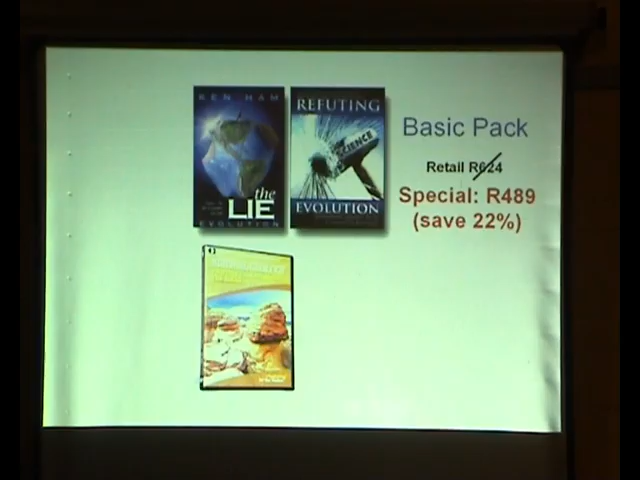 KEN HAM
the
LIE
EVOLUTION
REFUTING
SCIENCE
EVOLUTION
Basic Pack
Retail R624
Special: R489
(save 22%)